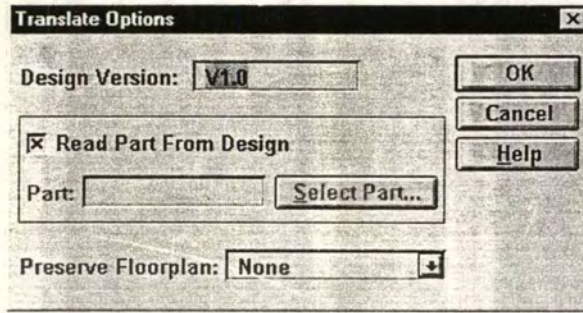 Translate Options
Design Version: V1.0
OK
Cancel
Read Part From Design
Help
Part:
Select Part...
Preserve Floorplan: None